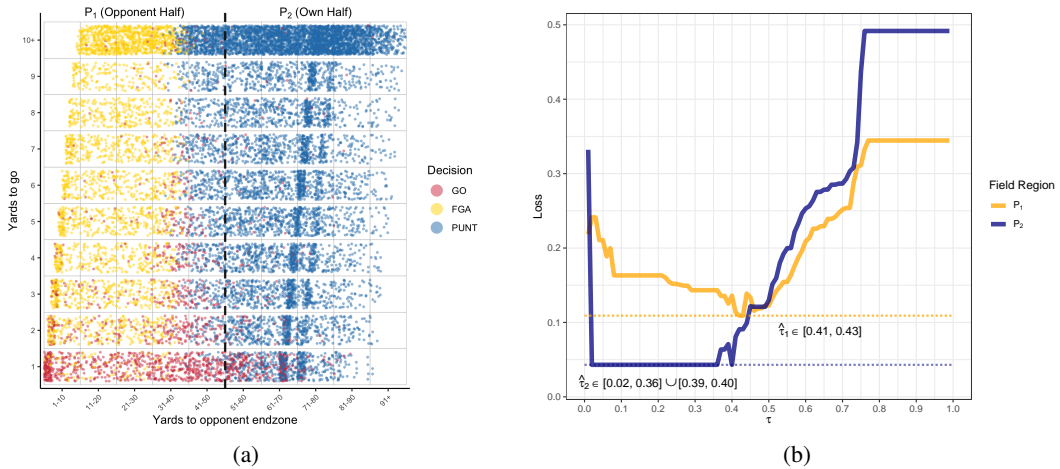 P₁ (Opponent Half) P₂ (Own Half)
Yards to go
10+
9
8
7
6
5
4
3
2
1
1-10 11-20 21-30 31-40 41-50 51-60 61-70 71-80 81-90 91+
Yards to opponent endzone
Decision
GO
FGA
PUNT
(a)
Loss
0.5
0.4
0.3
0.2
0.1
0.0
τ̂₁ ∈ [0.41, 0.43]
τ̂₂ ∈ [0.02, 0.36] ∪ [0.39, 0.40]
0.0 0.1 0.2 0.3 0.4 0.5 0.6 0.7 0.8 0.9 1.0
τ
Field Region
P₁
P₂
(b)